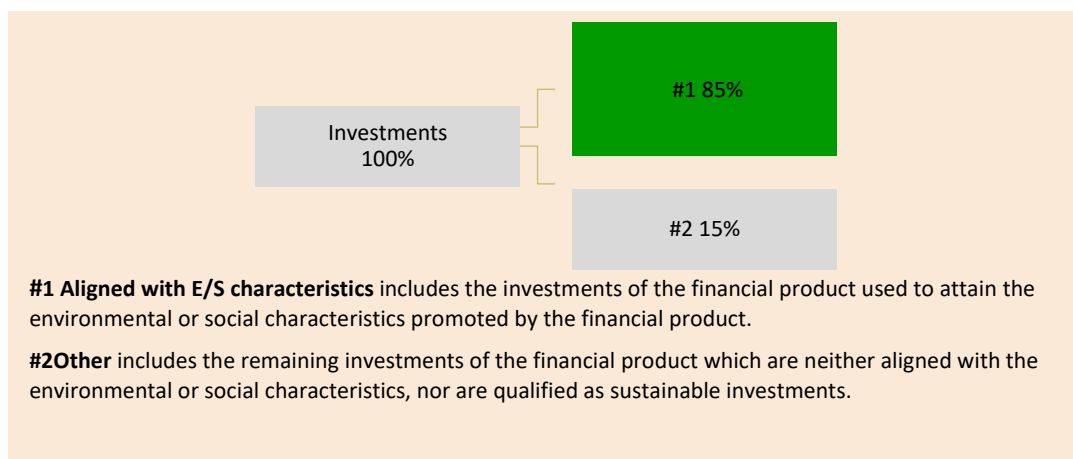 #1 85%
Investments
100%
#2 15%
#1 Aligned with E/S characteristics includes the investments of the financial product used to attain the
environmental or social characteristics promoted by the financial product.
#2Other includes the remaining investments of the financial product which are neither aligned with the
environmental or social characteristics, nor are qualified as sustainable investments.